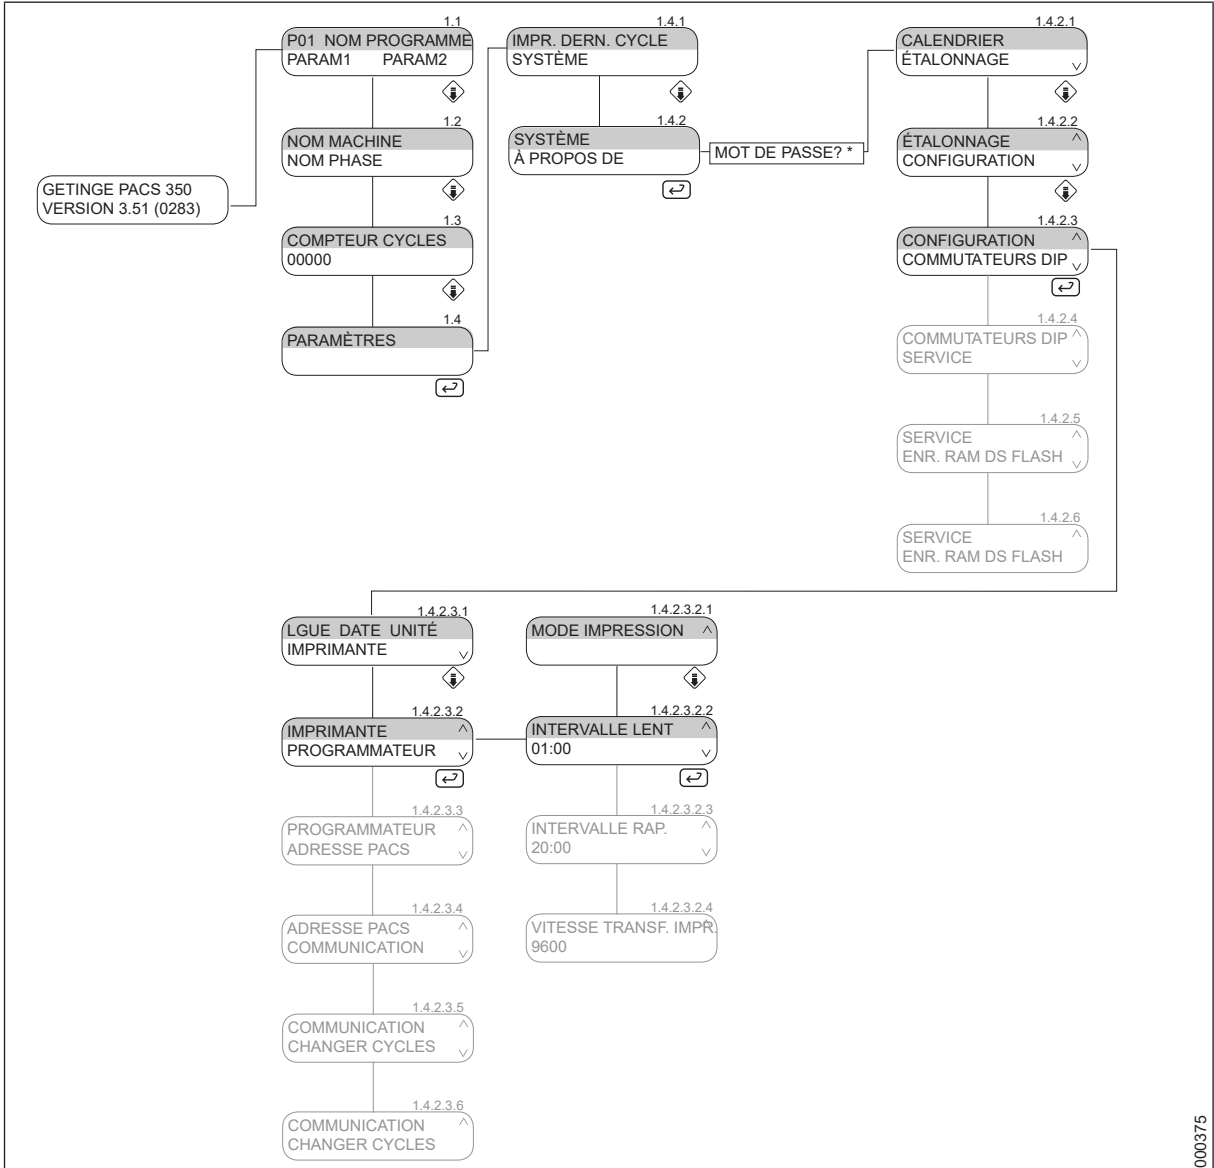 GETINGE PACS 350
VERSION 3.51 (0283)
1.1
P01 NOM PROGRAMME
PARAM1 PARAM2
1.2
NOM MACHINE
NOM PHASE
1.3
COMPTEUR CYCLES
00000
1.4
PARAMÈTRES
1.4.1
IMPR. DERN. CYCLE
SYSTÈME
1.4.2
SYSTÈME
À PROPOS DE
MOT DE PASSE? *
1.4.2.1
CALENDRIER
ÉTALONNAGE
1.4.2.2
ÉTALONNAGE
CONFIGURATION
1.4.2.3
CONFIGURATION
COMMUTATEURS DIP
1.4.2.4
COMMUTATEURS DIP
SERVICE
1.4.2.5
SERVICE
ENR. RAM DS FLASH
1.4.2.6
SERVICE
ENR. RAM DS FLASH
1.4.2.3.1
LGUE DATE UNITÉ
IMPRIMANTE
1.4.2.3.2
IMPRIMANTE
PROGRAMMATEUR
1.4.2.3.3
PROGRAMMATEUR
ADRESSE PACS
1.4.2.3.4
ADRESSE PACS
COMMUNICATION
1.4.2.3.5
COMMUNICATION
CHANGER CYCLES
1.4.2.3.6
COMMUNICATION
CHANGER CYCLES
1.4.2.3.2.1
MODE IMPRESSION
1.4.2.3.2.2
INTERVALLE LENT
01:00
1.4.2.3.2.3
INTERVALLE RAP.
20:00
1.4.2.3.2.4
VITESSE TRANSF. IMPR.
9600
000375